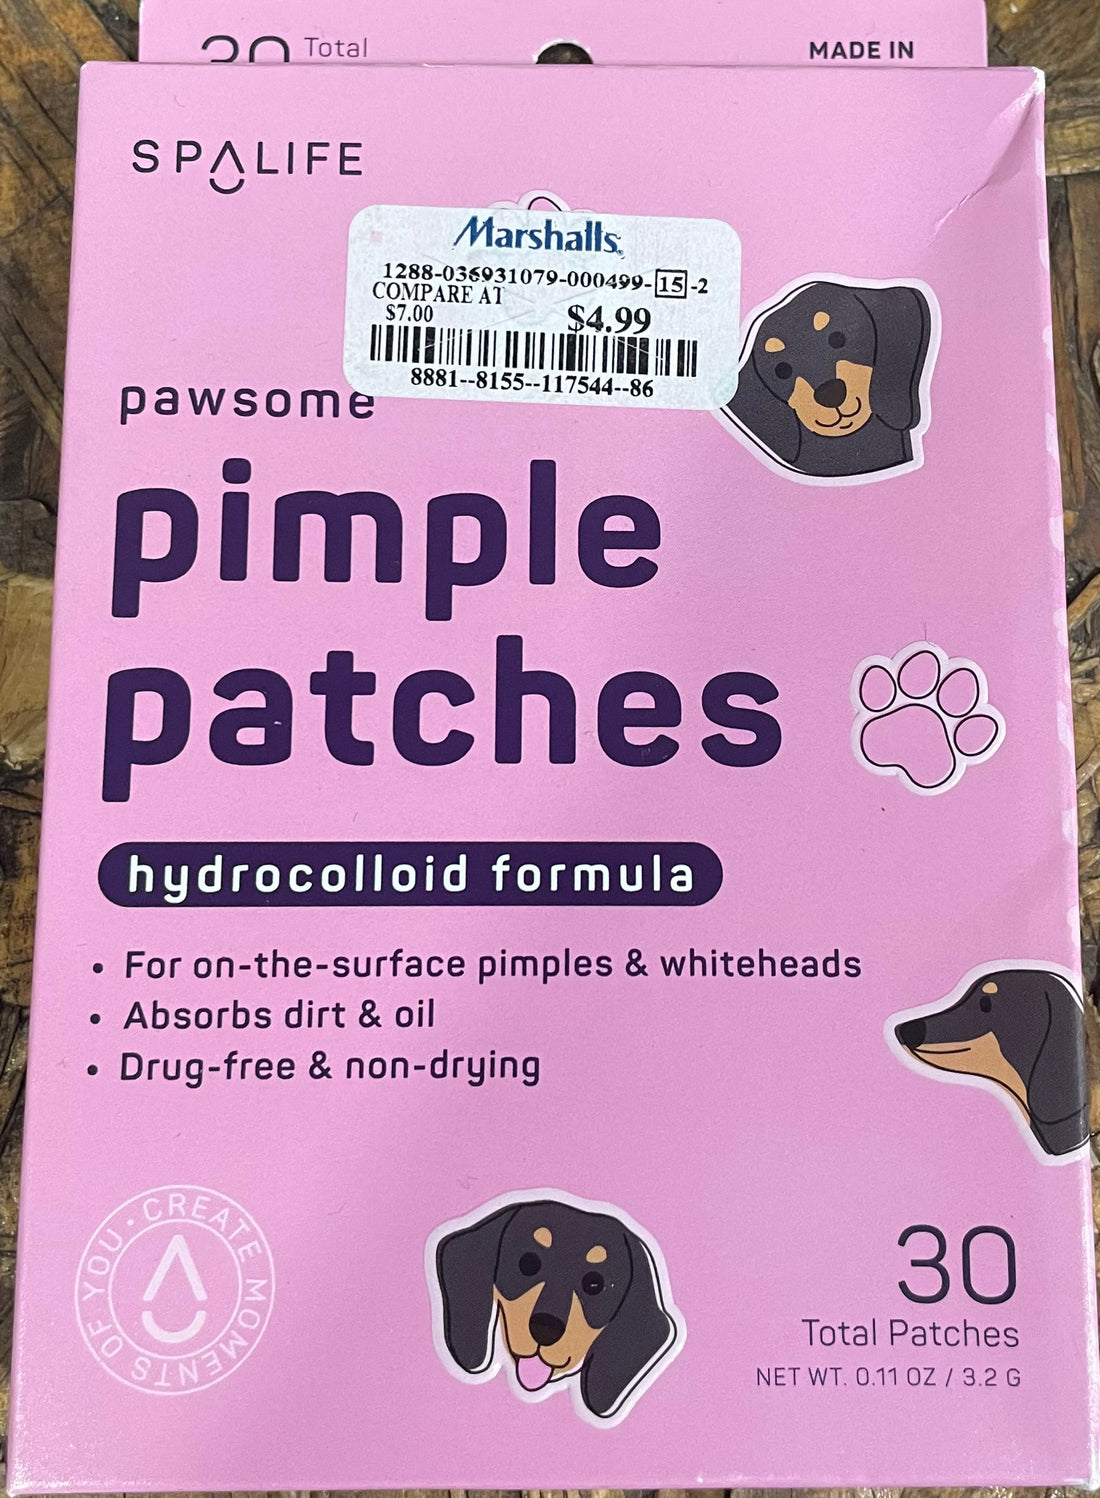 30 Total
MADE IN
SPALIFE
Marshalls
1288-036931079-000499-15-2
COMPARE AT
$7.00 $4.99
8881--8155--117544--86
pawsome
pimple
patches
hydrocolloid formula
• For on-the-surface pimples & whiteheads
• Absorbs dirt & oil
• Drug-free & non-drying
CREATE MOMENTS OF YOU •
30
Total Patches
NET WT. 0.11 OZ / 3.2 G